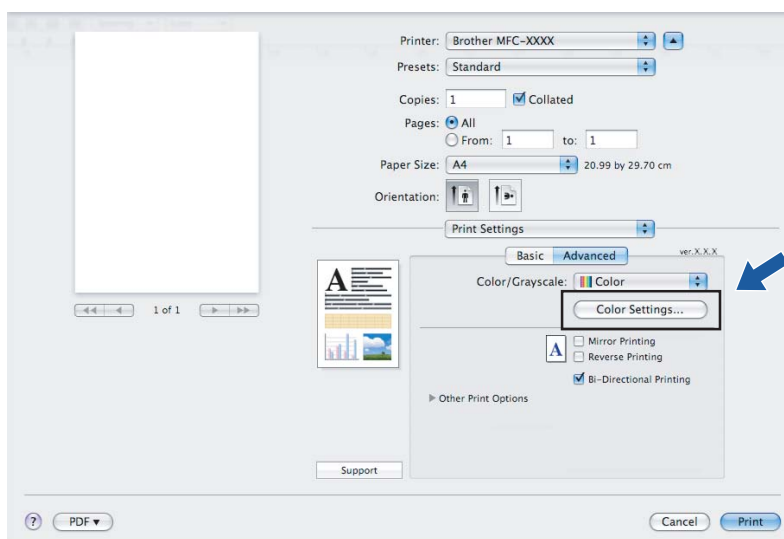 Printer: Brother MFC-XXXX
Presets: Standard
Copies: 1 Collated
Pages: All
From: 1 to: 1
Paper Size: A4 20.99 by 29.70 cm
Orientation:
Print Settings
Basic Advanced ver.X.X.X
Color/Grayscale: Color
Color Settings...
1 of 1
A
A Mirror Printing
Reverse Printing
Bi-Directional Printing
Other Print Options
Support
? PDF Cancel Print